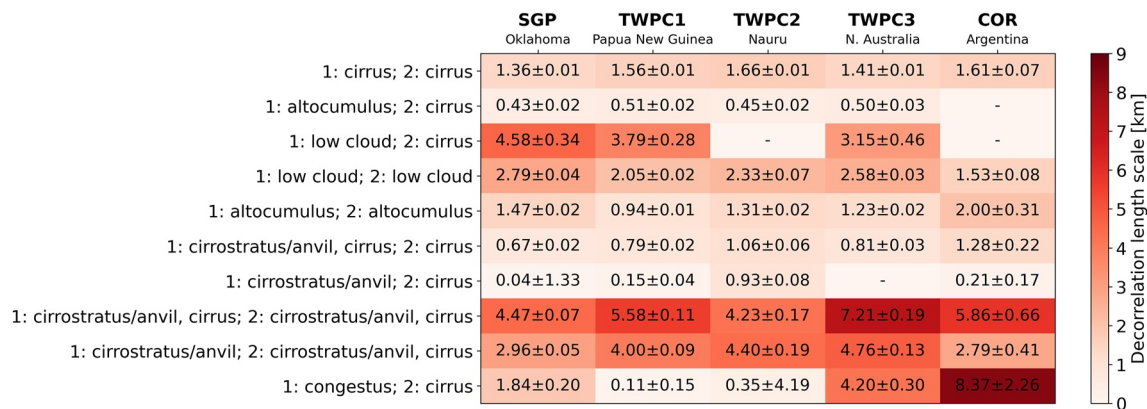 SGP TWPC1 TWPC2 TWPC3 COR
Oklahoma Papua New Guinea Nauru N. Australia Argentina
1: cirrus; 2: cirrus 1.36±0.01 1.56±0.01 1.66±0.01 1.41±0.01 1.61±0.07
1: altocumulus; 2: cirrus 0.43±0.02 0.51±0.02 0.45±0.02 0.50±0.03 -
1: low cloud; 2: cirrus 4.58±0.34 3.79±0.28 - 3.15±0.46 -
1: low cloud; 2: low cloud 2.79±0.04 2.05±0.02 2.33±0.07 2.58±0.03 1.53±0.08
1: altocumulus; 2: altocumulus 1.47±0.02 0.94±0.01 1.31±0.02 1.23±0.02 2.00±0.31
1: cirrostratus/anvil, cirrus; 2: cirrus 0.67±0.02 0.79±0.02 1.06±0.06 0.81±0.03 1.28±0.22
1: cirrostratus/anvil; 2: cirrus 0.04±1.33 0.15±0.04 0.93±0.08 - 0.21±0.17
1: cirrostratus/anvil, cirrus; 2: cirrostratus/anvil, cirrus 4.47±0.07 5.58±0.11 4.23±0.17 7.21±0.19 5.86±0.66
1: cirrostratus/anvil; 2: cirrostratus/anvil, cirrus 2.96±0.05 4.00±0.09 4.40±0.19 4.76±0.13 2.79±0.41
1: congestus; 2: cirrus 1.84±0.20 0.11±0.15 0.35±4.19 4.20±0.30 8.37±2.26
9
8
7
6
5
4
3
2
1
0
Decorrelation length scale [km]